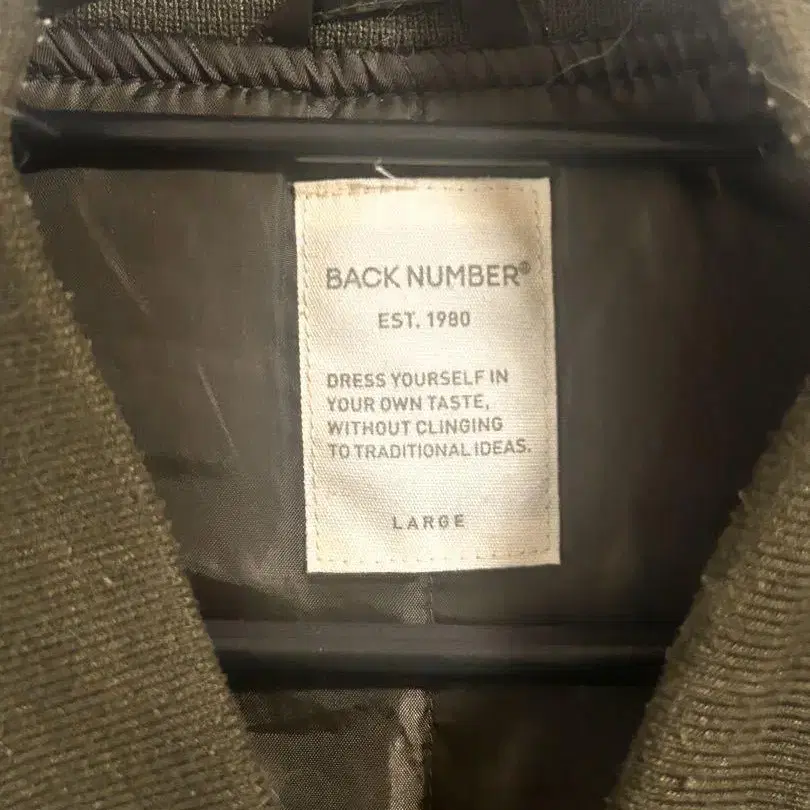 BACK NUMBER®
EST. 1980
DRESS YOURSELF IN
YOUR OWN TASTE,
WITHOUT CLINGING
TO TRADITIONAL IDEAS.
LARGE